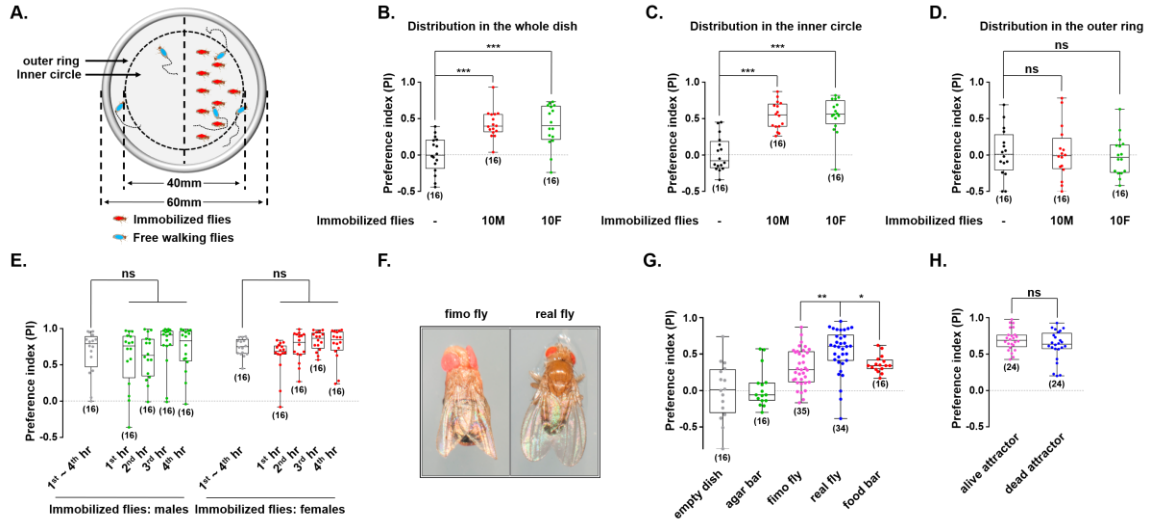 A.
outer ring
Inner circle
40mm
60mm
Immobilized flies
Free walking flies
B.
Distribution in the whole dish
***
***
Preference index (PI)
1.0
0.5
0.0
-0.5
(16)
(16)
(16)
Immobilized flies - 10M 10F
C.
Distribution in the inner circle
***
***
Preference index (PI)
1.0
0.5
0.0
-0.5
(16)
(16)
(16)
Immobilized flies - 10M 10F
D.
Distribution in the outer ring
ns
ns
Preference index (PI)
1.0
0.5
0.0
-0.5
(16)
(16)
(16)
Immobilized flies - 10M 10F
E.
ns
ns
Preference index (PI)
1.0
0.5
0.0
-0.5
(16)
(16)
(16)
(16)
(16)
(16)
(16)
(16)
(16)
(16)
1st ~ 4th hr
1st hr
2nd hr
3rd hr
4th hr
1st ~ 4th hr
1st hr
2nd hr
3rd hr
4th hr
Immobilized flies: males
Immobilized flies: females
F.
fimo fly
real fly
G.
**
*
Preference index (PI)
1.0
0.5
0.0
-0.5
(16)
(16)
(35)
(34)
(16)
empty dish
agar bar
fimo fly
real fly
food bar
H.
ns
Preference index (PI)
1.0
0.5
0.0
-0.5
(24)
(24)
alive attractor
dead attractor